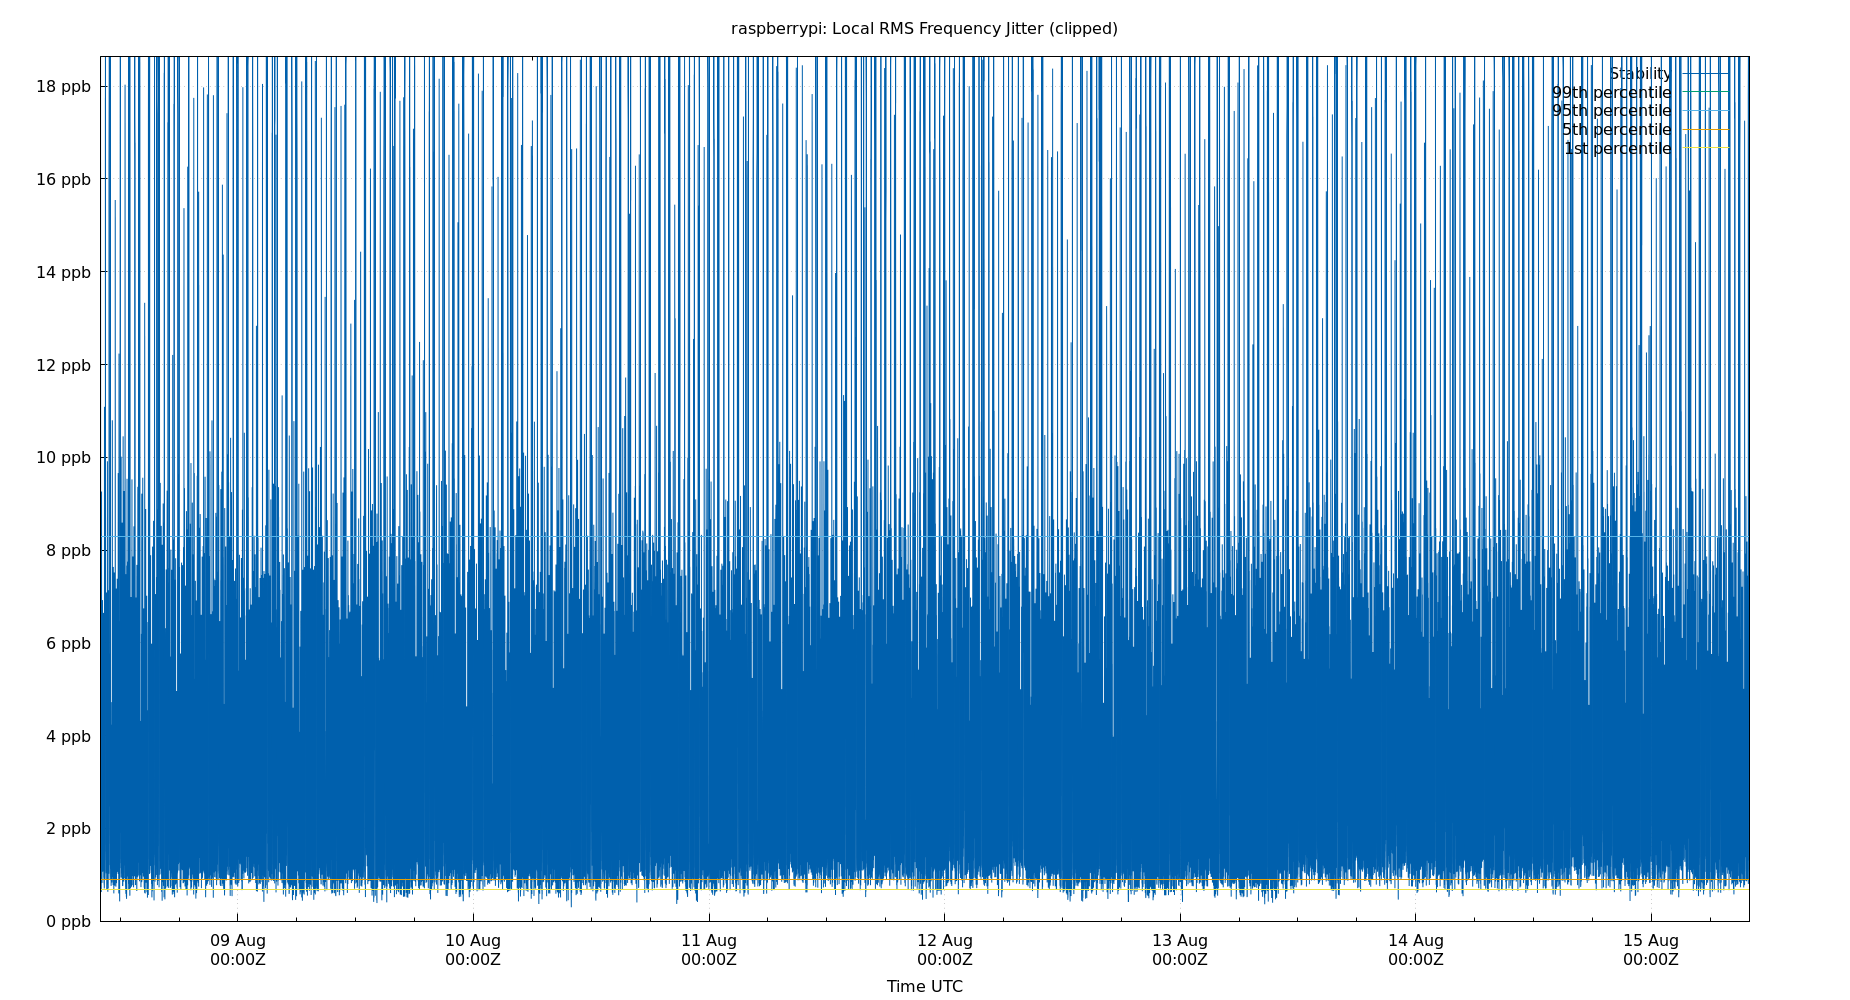 raspberrypi: Local RMS Frequency Jitter (clipped)
18 ppb
16 ppb
14 ppb
12 ppb
10 ppb
8 ppb
6 ppb
4 ppb
2 ppb
0 ppb
Stability
99th percentile
95th percentile
5th percentile
1st percentile
09 Aug
00:00Z
10 Aug
00:00Z
11 Aug
00:00Z
12 Aug
00:00Z
13 Aug
00:00Z
14 Aug
00:00Z
15 Aug
00:00Z
Time UTC